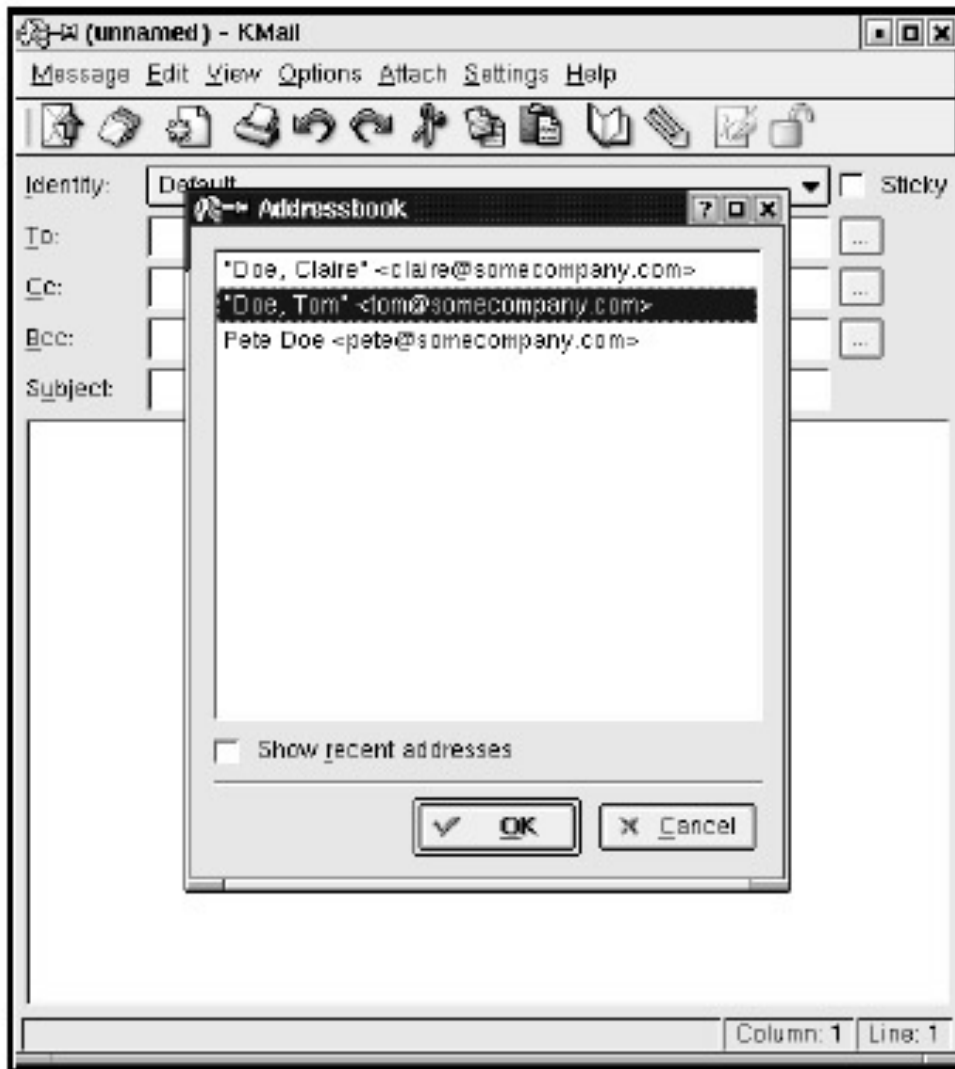 (unnamed) - KMail
Message Edit View Options Attach Settings Help
Identity: Default Sticky
Addressbook
To: ...
Cc: ...
Bcc: ...
Subject:
"Doe, Claire" <claire@somecompany.com>
"Doe, Tom" <tom@somecompany.com>
Pete Doe <pete@somecompany.com>
Show recent addresses
OK Cancel
Column: 1 Line: 1